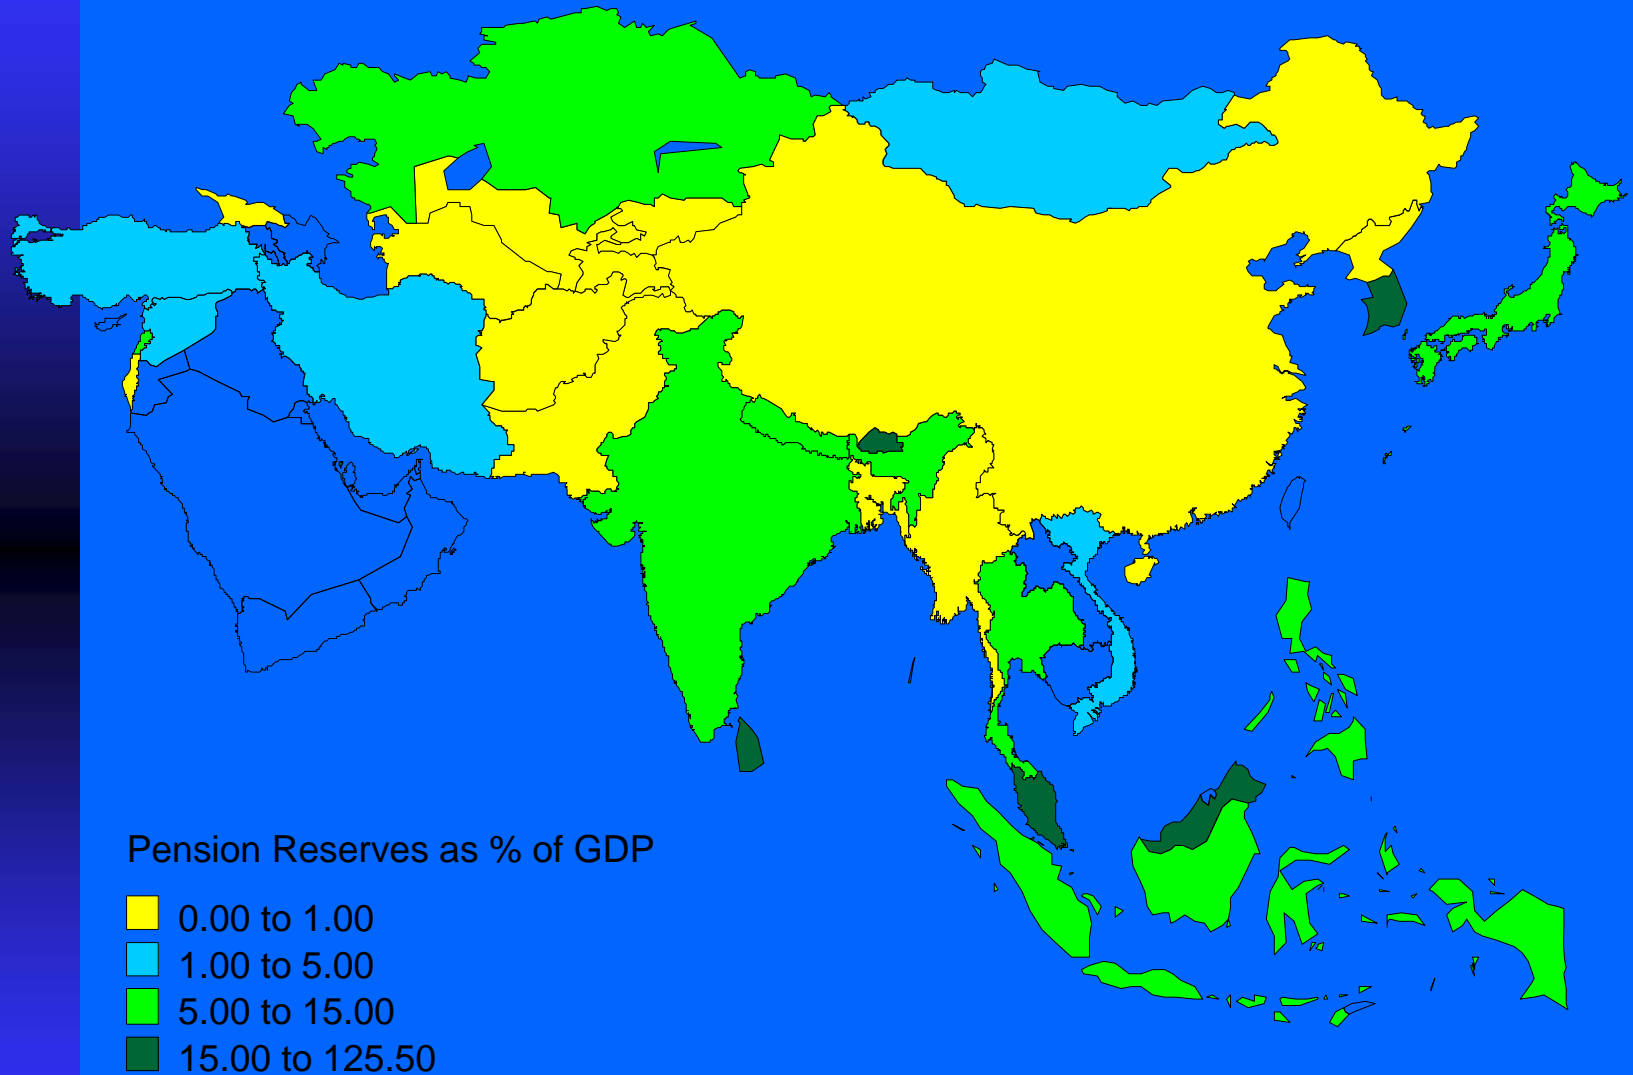 Pension Reserves as % of GDP
0.00 to 1.00
1.00 to 5.00
5.00 to 15.00
15.00 to 125.50